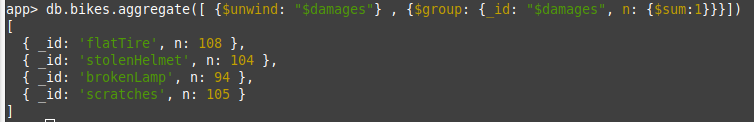 app> db.bikes.aggregate([ {$unwind: "$damages"} , {$group: {_id: "$damages", n: {$sum:1}}}])
[
  { _id: 'flatTire', n: 108 },
  { _id: 'stolenHelmet', n: 104 },
  { _id: 'brokenLamp', n: 94 },
  { _id: 'scratches', n: 105 }
]